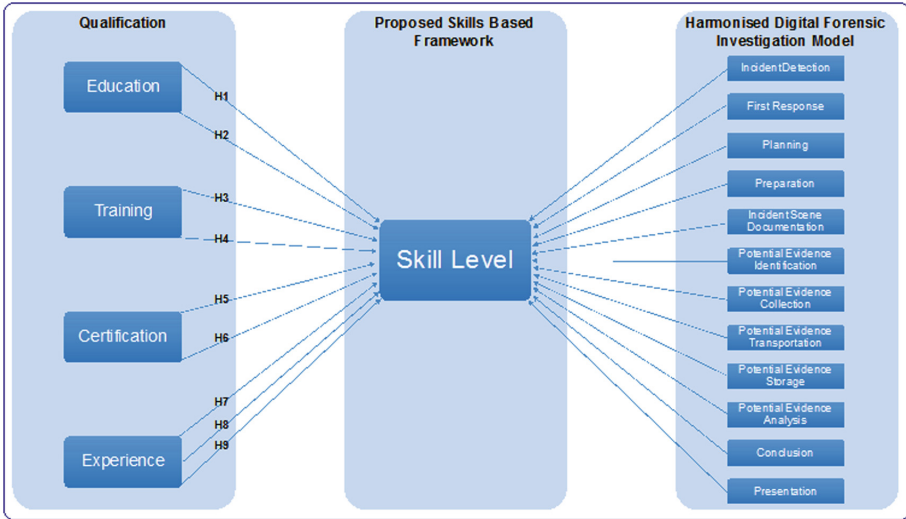 Qualification
Education
Training
Certification
Experience
H1
H2
H3
H4
H5
H6
H7
H8
H9
Proposed Skills Based
Framework
Skill Level
Harmonised Digital Forensic
Investigation Model
IncidentDetection
First Response
Planning
Preparation
IncidentScene
Documentation
Potential Evidence
Identification
Potential Evidence
Collection
Potential Evidence
Transportation
Potential Evidence
Storage
Potential Evidence
Analysis
Conclusion
Presentation